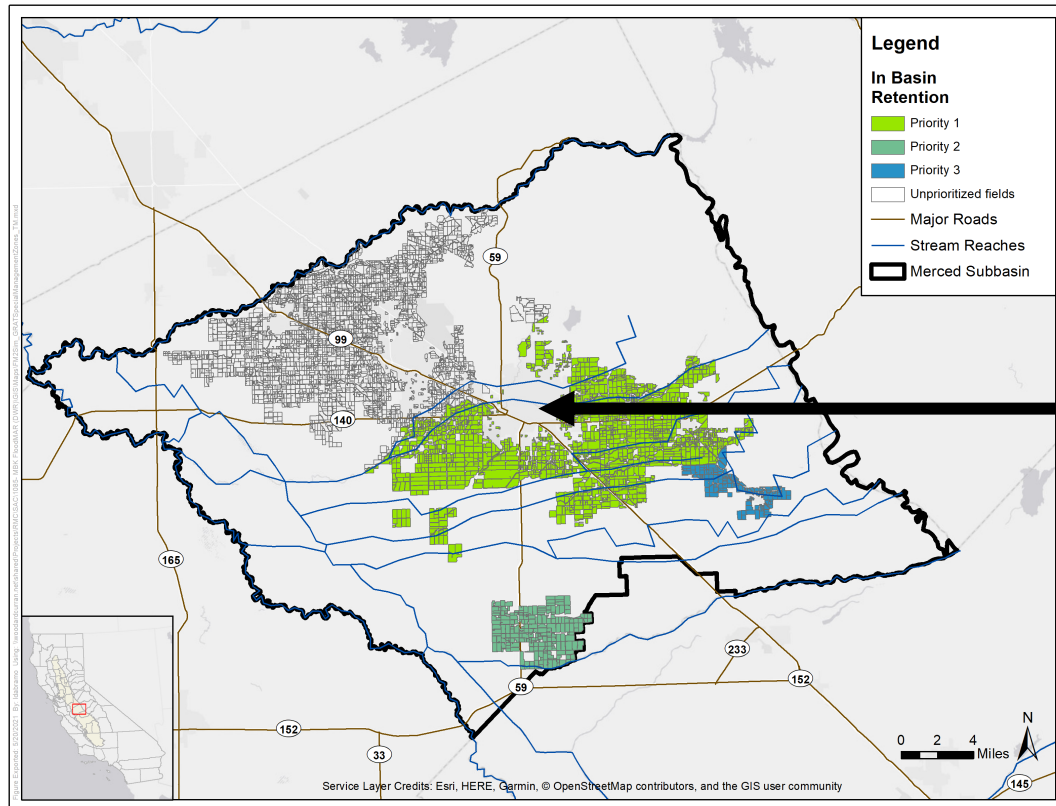 Legend
In Basin
Retention
Priority 1
Priority 2
Priority 3
Unprioritized fields
Major Roads
Stream Reaches
Merced Subbasin
59
99
140
165
233
59
152
152
33
145
N
0 2 4
Miles
Service Layer Credits: Esri, HERE, Garmin, © OpenStreetMap contributors, and the GIS user community